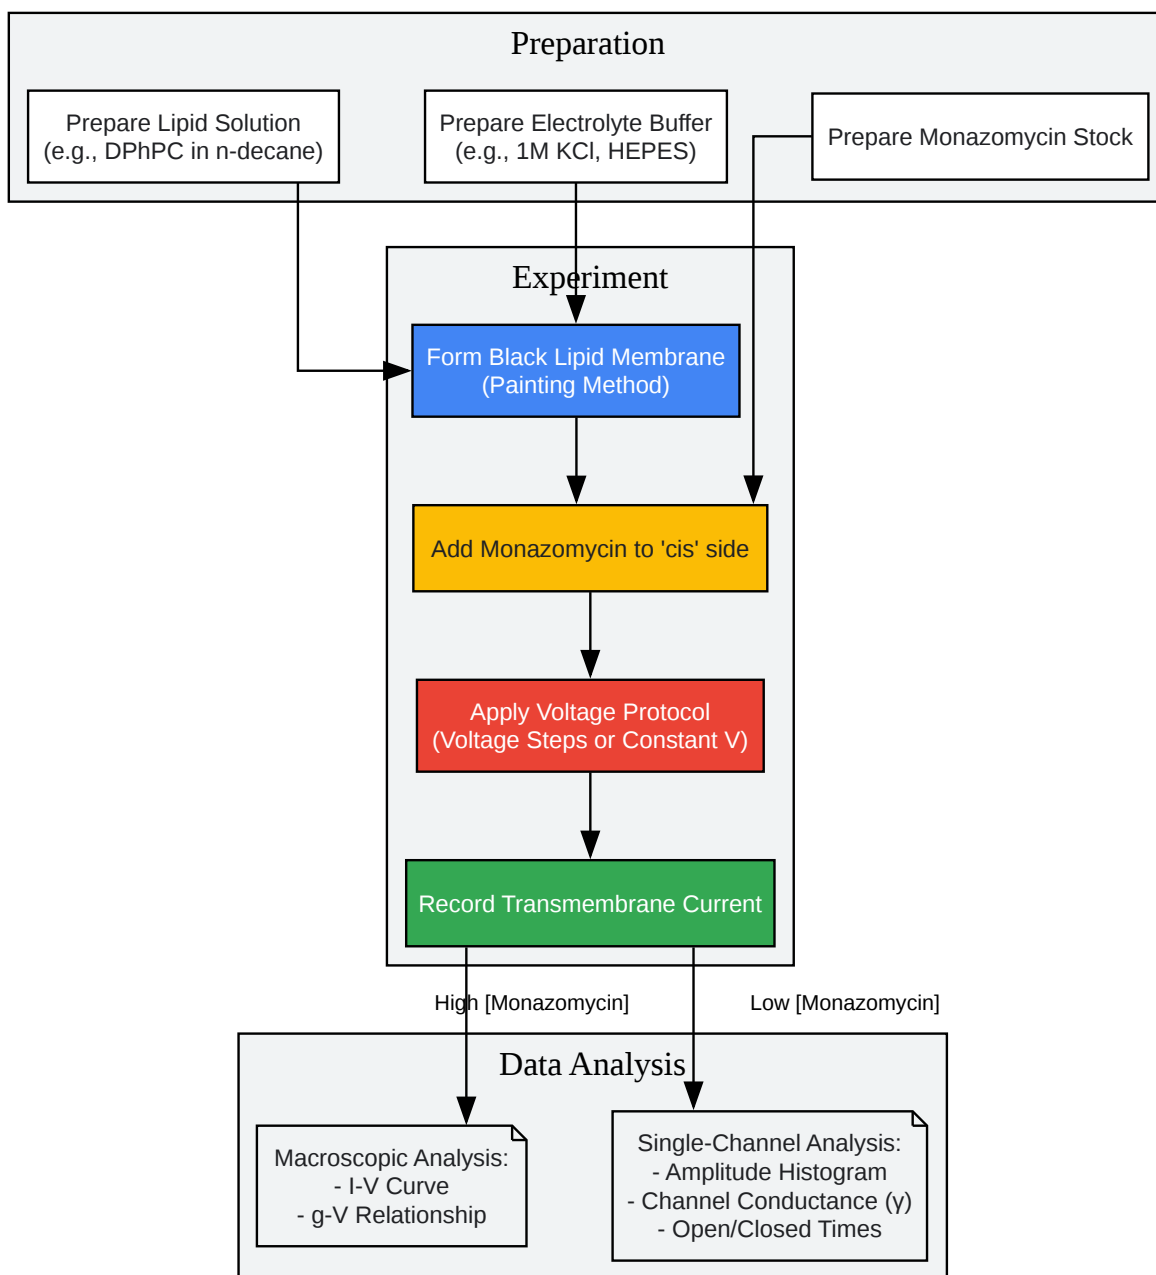 Preparation
Prepare Lipid Solution
(e.g., DPhPC in n-decane)
Prepare Electrolyte Buffer
(e.g., 1M KCl, HEPES)
Prepare Monazomycin Stock
Experiment
Form Black Lipid Membrane
(Painting Method)
Add Monazomycin to 'cis' side
Apply Voltage Protocol
(Voltage Steps or Constant V)
Record Transmembrane Current
High [Monazomycin]
Low [Monazomycin]
Data Analysis
Macroscopic Analysis:
- I-V Curve
- g-V Relationship
Single-Channel Analysis:
- Amplitude Histogram
- Channel Conductance (γ)
- Open/Closed Times